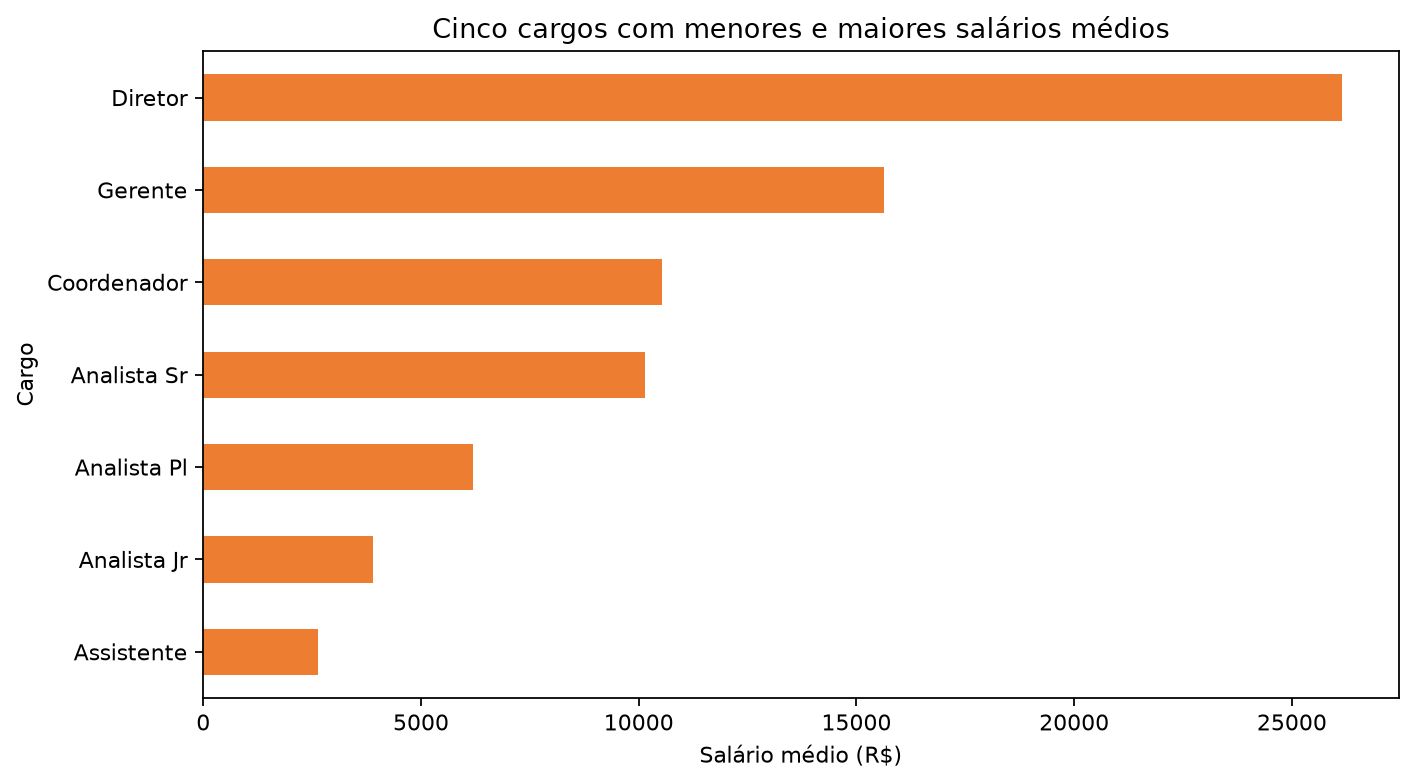 Cinco cargos com menores e maiores salários médios
Diretor
Gerente
Coordenador
Analista Sr
Analista Pl
Analista Jr
Assistente
Cargo
0 5000 10000 15000 20000 25000
Salário médio (R$)